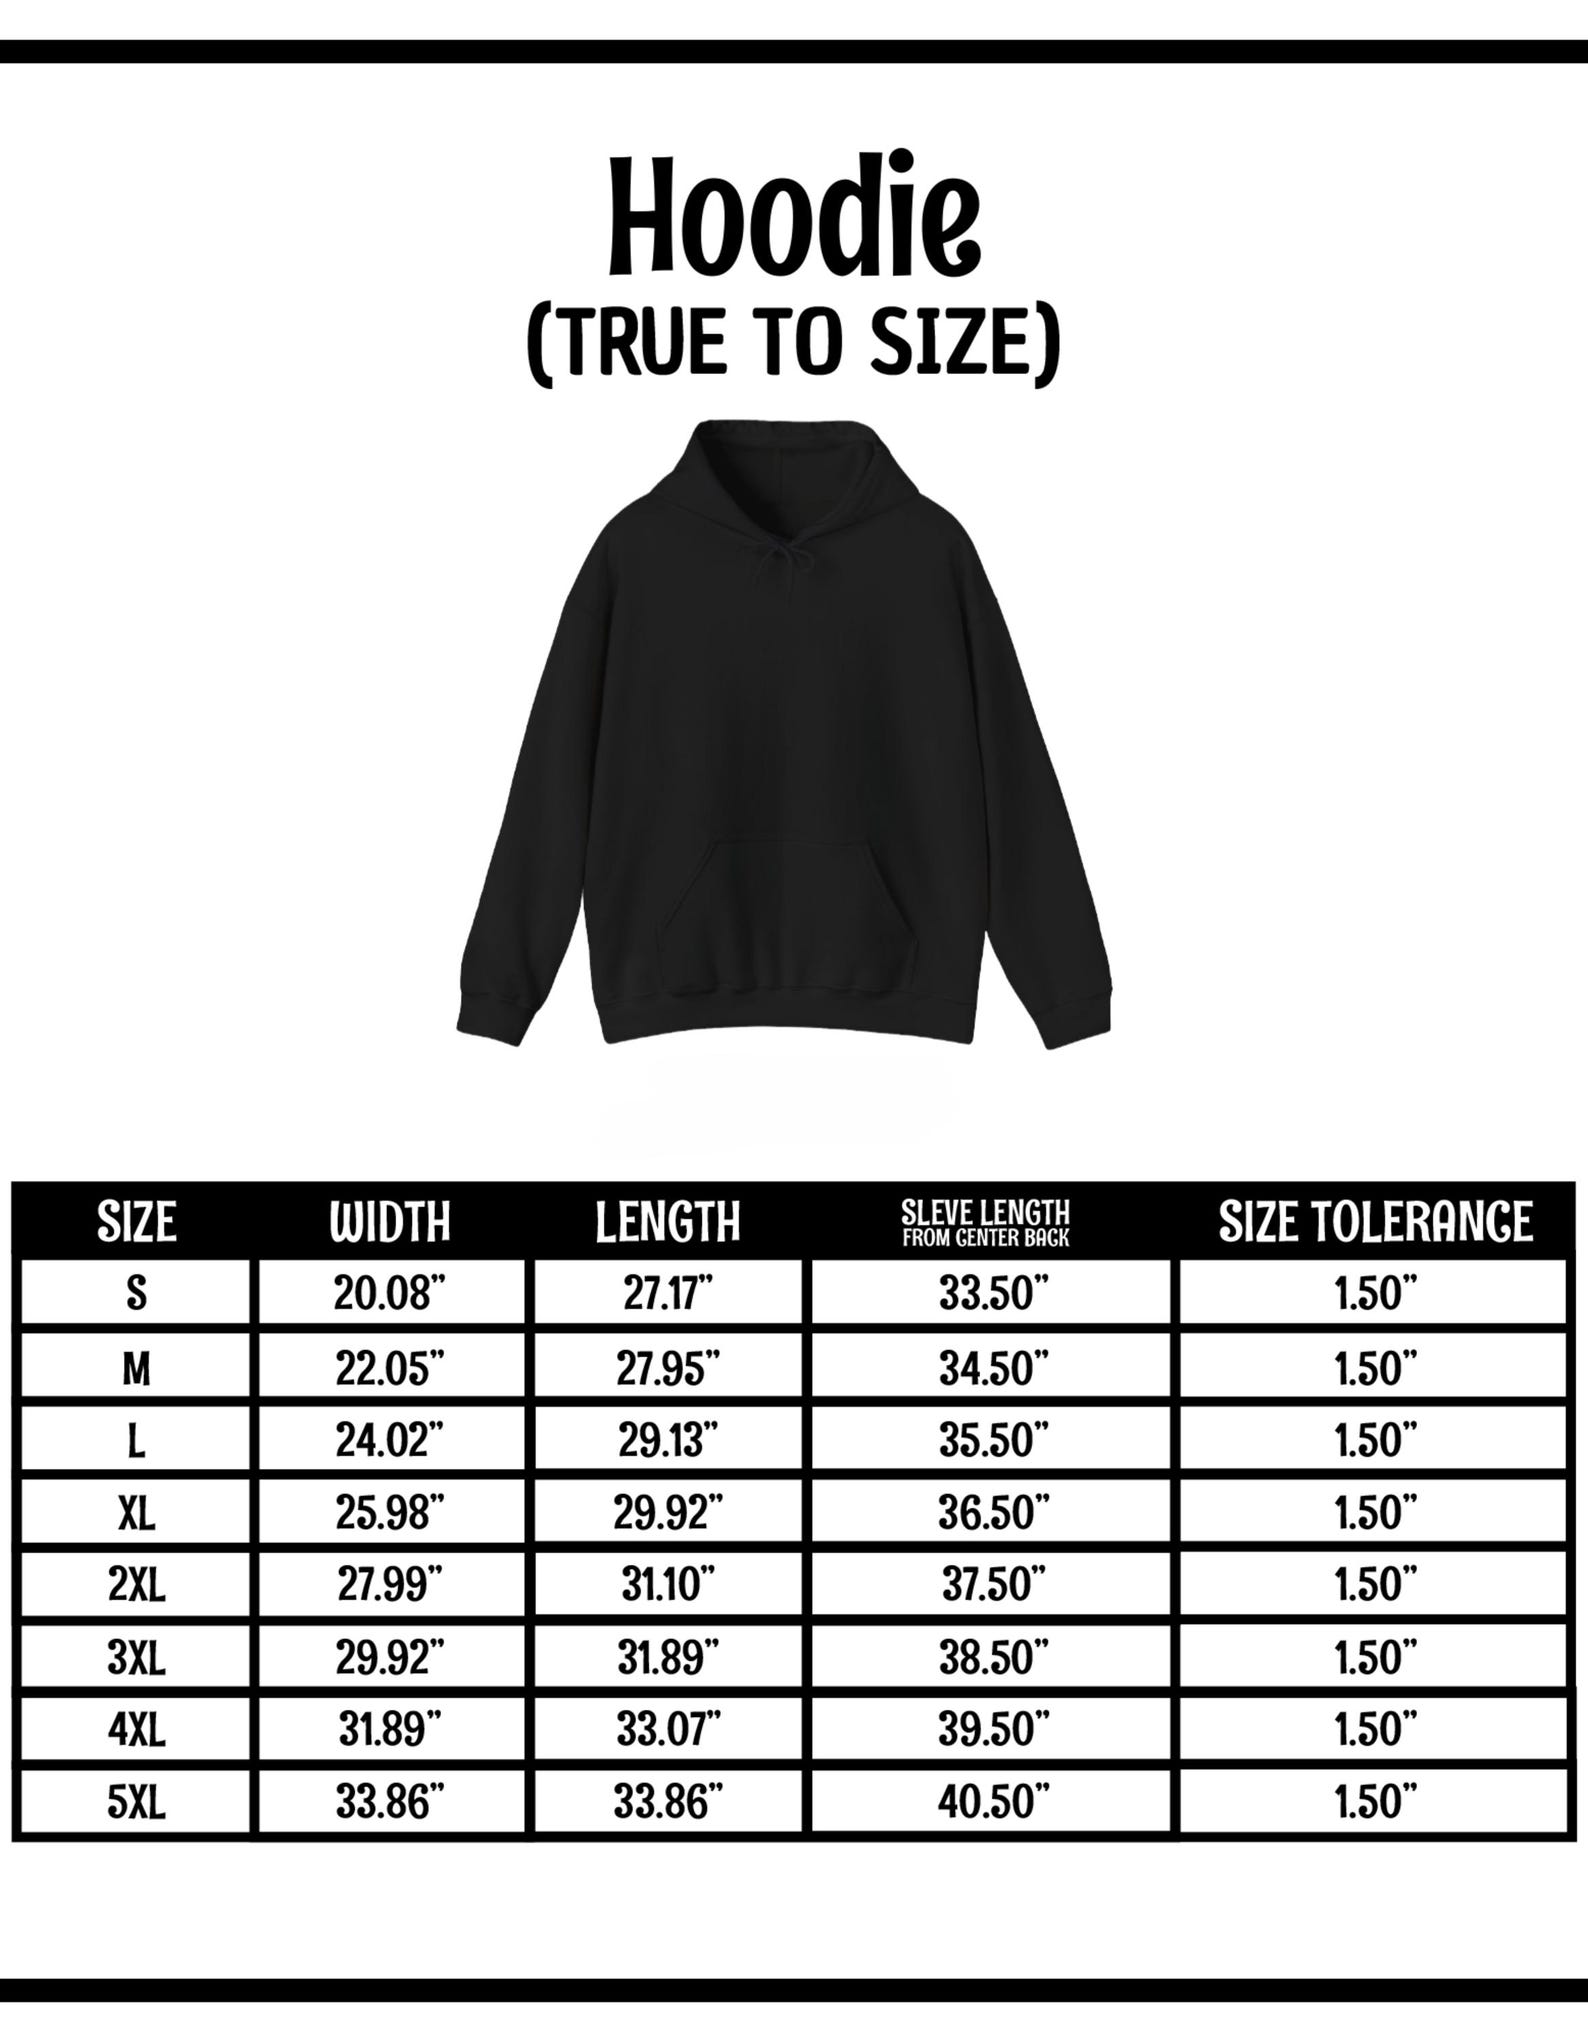 Hoodie
(TRUE TO SIZE)
SIZE WIDTH LENGTH SLEVE LENGTH FROM CENTER BACK SIZE TOLERANCE
S 20.08” 27.17” 33.50” 1.50”
M 22.05” 27.95” 34.50” 1.50”
L 24.02” 29.13” 35.50” 1.50”
XL 25.98” 29.92” 36.50” 1.50”
2XL 27.99” 31.10” 37.50” 1.50”
3XL 29.92” 31.89” 38.50” 1.50”
4XL 31.89” 33.07” 39.50” 1.50”
5XL 33.86” 33.86” 40.50” 1.50”